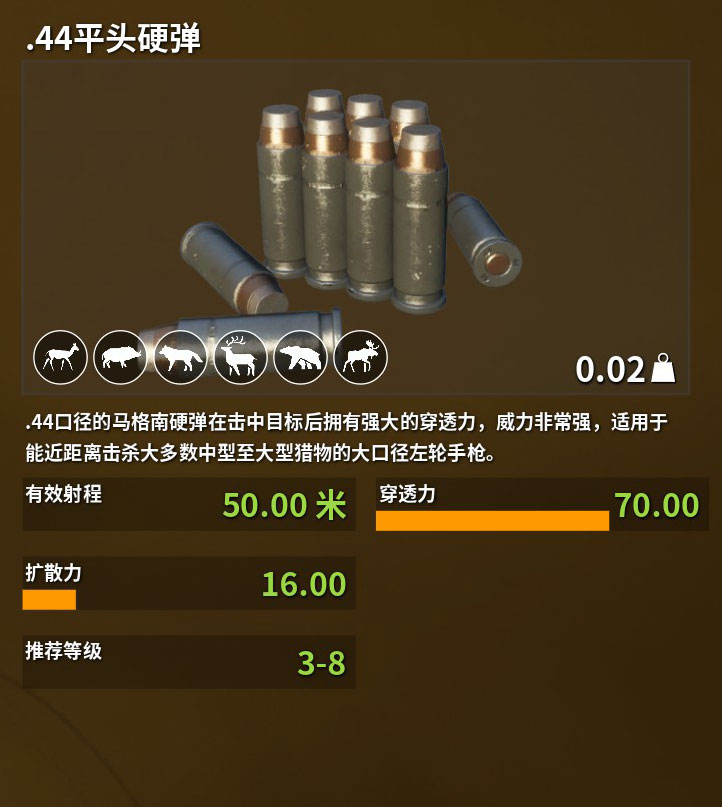 .44平头硬弹
0.02
.44口径的马格南硬弹在击中目标后拥有强大的穿透力，威力非常强，适用于
能近距离击杀大多数中型至大型猎物的大口径左轮手枪。
有效射程
50.00 米
穿透力
70.00
扩散力
16.00
推荐等级
3-8